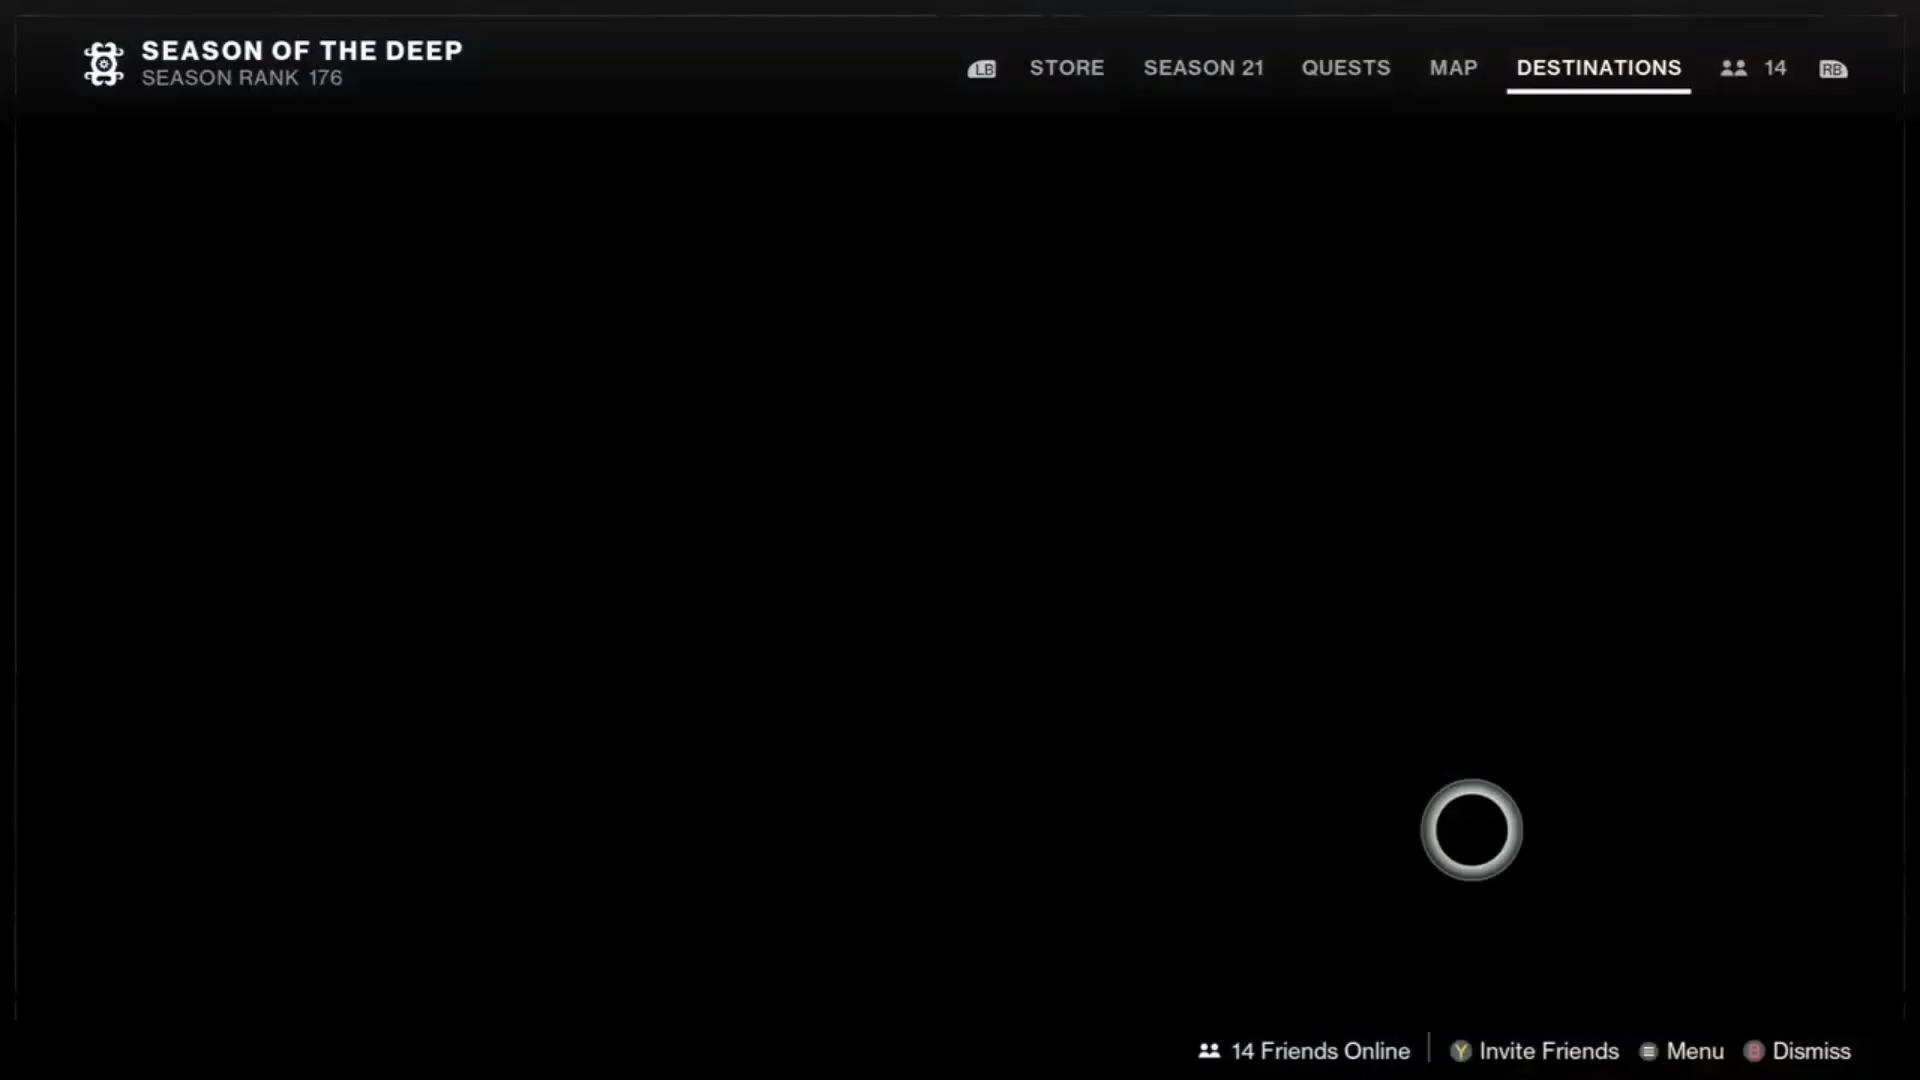 SEASON OF THE DEEP
SEASON RANK 176
LB STORE SEASON 21 QUESTS MAP DESTINATIONS 14 RB
14 Friends Online Y Invite Friends Menu B Dismiss